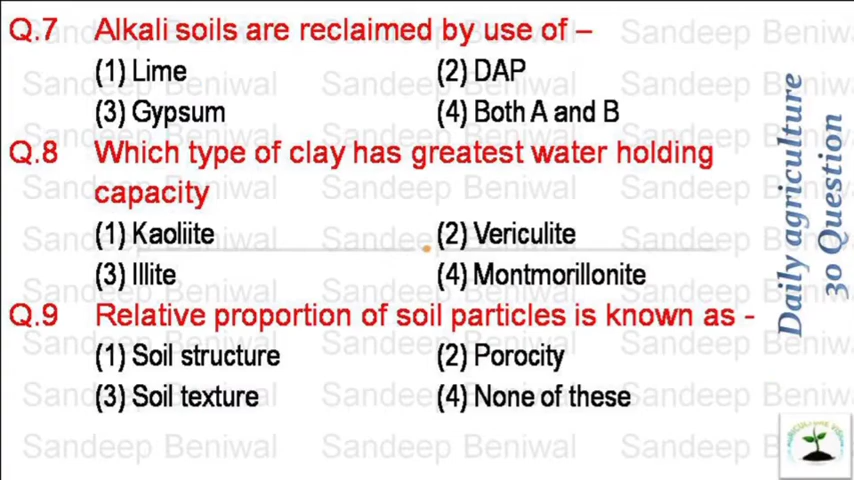 Q.7 Alkali soils are reclaimed by use of –
(1) Lime (2) DAP
(3) Gypsum (4) Both A and B
Q.8 Which type of clay has greatest water holding
capacity
(1) Kaoliite (2) Vericulite
(3) Illite (4) Montmorillonite
Q.9 Relative proportion of soil particles is known as -
(1) Soil structure (2) Porocity
(3) Soil texture (4) None of these
Daily agriculture
30 Question
Sandeep Beniwal